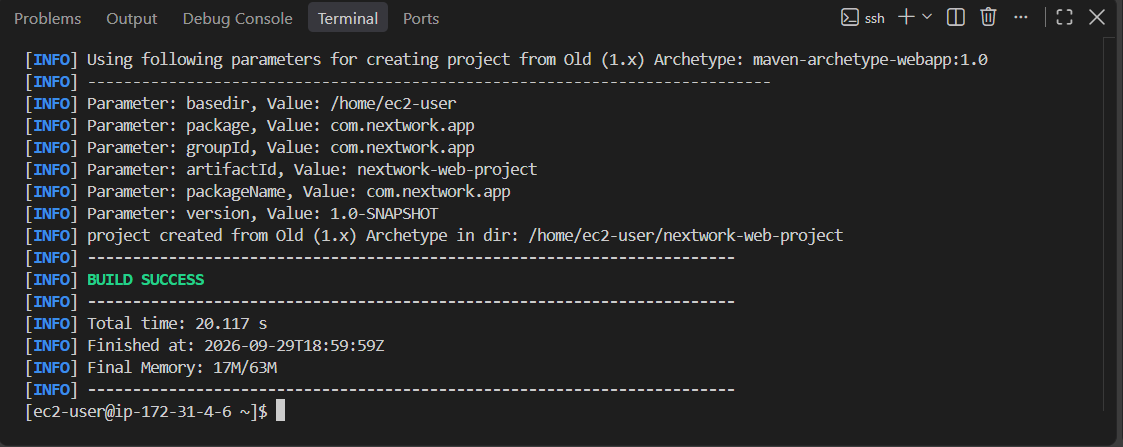 Problems Output Debug Console Terminal Ports ssh
[INFO] Using following parameters for creating project from Old (1.x) Archetype: maven-archetype-webapp:1.0
[INFO] ----------------------------------------------------------------------------
[INFO] Parameter: basedir, Value: /home/ec2-user
[INFO] Parameter: package, Value: com.nextwork.app
[INFO] Parameter: groupId, Value: com.nextwork.app
[INFO] Parameter: artifactId, Value: nextwork-web-project
[INFO] Parameter: packageName, Value: com.nextwork.app
[INFO] Parameter: version, Value: 1.0-SNAPSHOT
[INFO] project created from Old (1.x) Archetype in dir: /home/ec2-user/nextwork-web-project
[INFO] ------------------------------------------------------------------------
[INFO] BUILD SUCCESS
[INFO] ------------------------------------------------------------------------
[INFO] Total time: 20.117 s
[INFO] Finished at: 2026-09-29T18:59:59Z
[INFO] Final Memory: 17M/63M
[INFO] ------------------------------------------------------------------------
[ec2-user@ip-172-31-4-6 ~]$